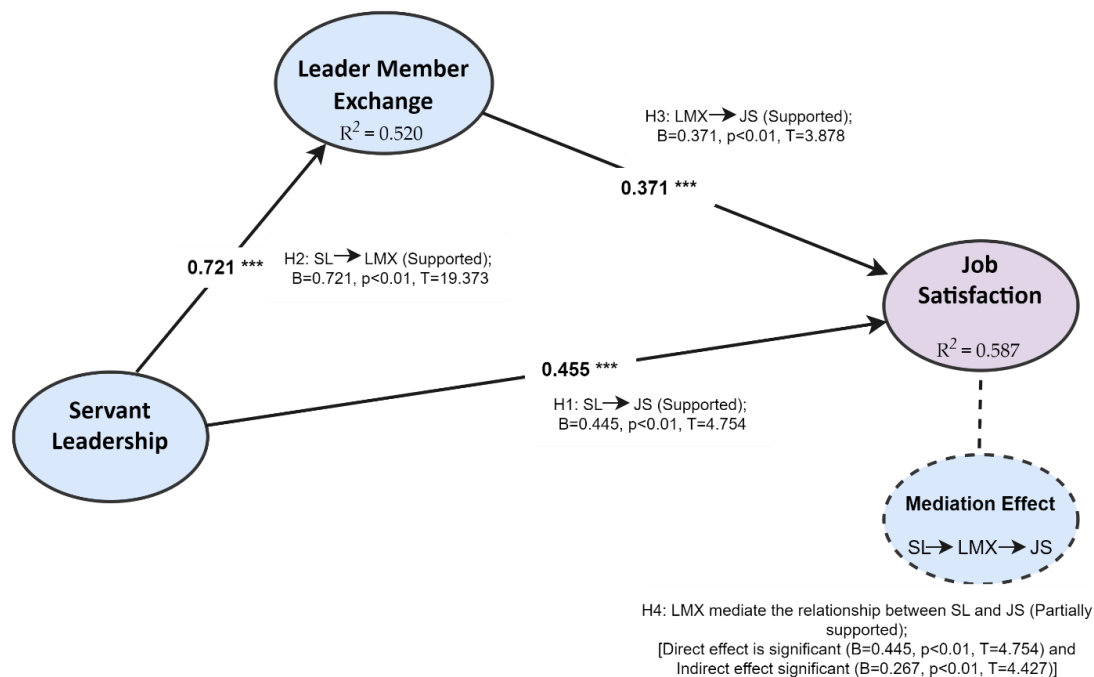 Leader Member
Exchange
R² = 0.520
H3: LMX→ JS (Supported);
B=0.371, p<0.01, T=3.878
0.371 ***
0.721 ***
H2: SL→ LMX (Supported);
B=0.721, p<0.01, T=19.373
Job
Satisfaction
R² = 0.587
0.455 ***
H1: SL→ JS (Supported);
B=0.445, p<0.01, T=4.754
Servant
Leadership
Mediation Effect
SL→ LMX→ JS
H4: LMX mediate the relationship between SL and JS (Partially
supported);
[Direct effect is significant (B=0.445, p<0.01, T=4.754) and
Indirect effect significant (B=0.267, p<0.01, T=4.427)]